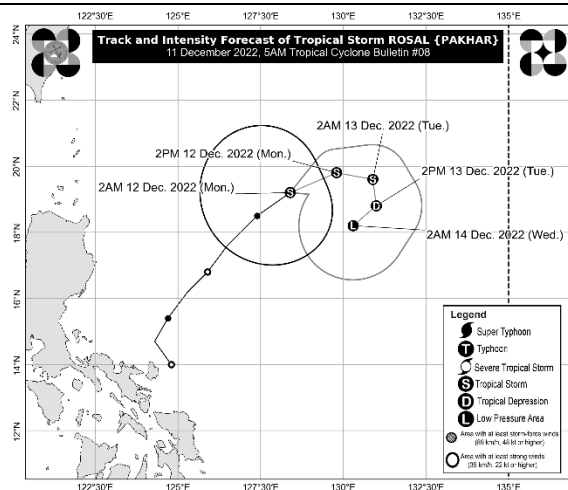 Track and Intensity Forecast of Tropical Storm ROSAL {PAKHAR}
11 December 2022, 5AM Tropical Cyclone Bulletin #08
122°30'E
125°E
127°30'E
130°E
132°30'E
135°E
24°N
22°N
20°N
18°N
16°N
14°N
12°N
2AM 13 Dec. 2022 (Tue.)
2PM 12 Dec. 2022 (Mon.)
2PM 13 Dec. 2022 (Tue.)
2AM 12 Dec. 2022 (Mon.)
S
S
S
D
L
2AM 14 Dec. 2022 (Wed.)
Legend
Super Typhoon
T Typhoon
Severe Tropical Storm
S Tropical Storm
D Tropical Depression
L Low Pressure Area
Area with at least storm-force winds
(89 km/h, 48 kt or higher)
Area with at least strong winds
(39 km/h, 22 kt or higher)
122°30'E
125°E
127°30'E
130°E
132°30'E
135°E